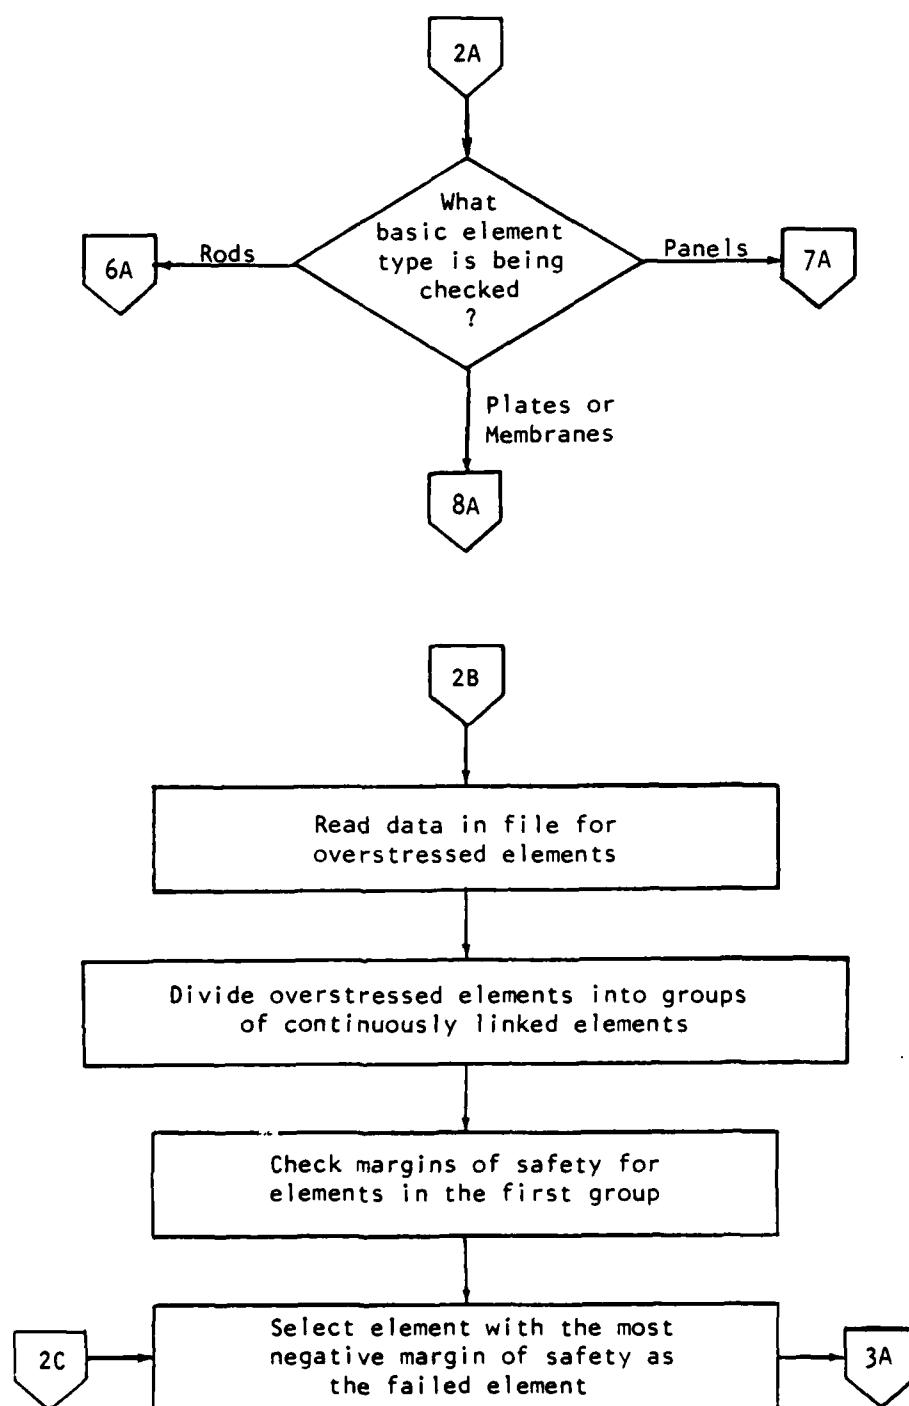 2A
What
basic element
type is being
checked
?
Rods
Panels
6A
7A
Plates or
Membranes
8A
2B
Read data in file for
overstressed elements
Divide overstressed elements into groups
of continuously linked elements
Check margins of safety for
elements in the first group
Select element with the most
negative margin of safety as
the failed element
2C
3A